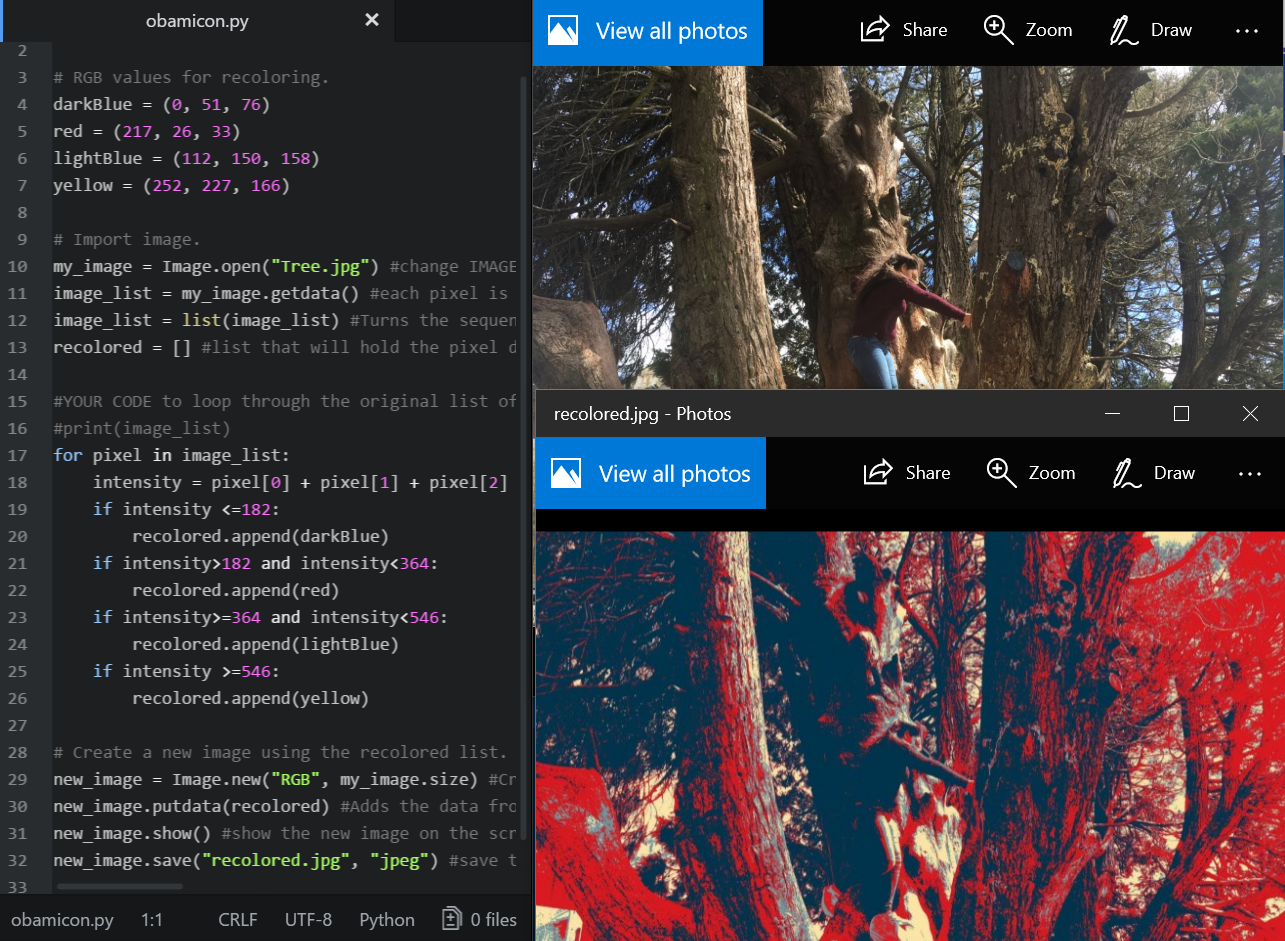 obamicon.py ×
2
3 # RGB values for recoloring.
4 darkBlue = (0, 51, 76)
5 red = (217, 26, 33)
6 lightBlue = (112, 150, 158)
7 yellow = (252, 227, 166)
8
9 # Import image.
10 my_image = Image.open("Tree.jpg") #change IMAGE
11 image_list = my_image.getdata() #each pixel is
12 image_list = list(image_list) #Turns the sequen
13 recolored = [] #list that will hold the pixel d
14
15 #YOUR CODE to loop through the original list of
16 #print(image_list)
17 for pixel in image_list:
18 intensity = pixel[0] + pixel[1] + pixel[2]
19 if intensity <=182:
20 recolored.append(darkBlue)
21 if intensity>182 and intensity<364:
22 recolored.append(red)
23 if intensity>=364 and intensity<546:
24 recolored.append(lightBlue)
25 if intensity >=546:
26 recolored.append(yellow)
27
28 # Create a new image using the recolored list.
29 new_image = Image.new("RGB", my_image.size) #Cr
30 new_image.putdata(recolored) #Adds the data fro
31 new_image.show() #show the new image on the scr
32 new_image.save("recolored.jpg", "jpeg") #save t
33
obamicon.py 1:1 CRLF UTF-8 Python 0 files
View all photos Share Zoom Draw ...
recolored.jpg - Photos
View all photos Share Zoom Draw ...